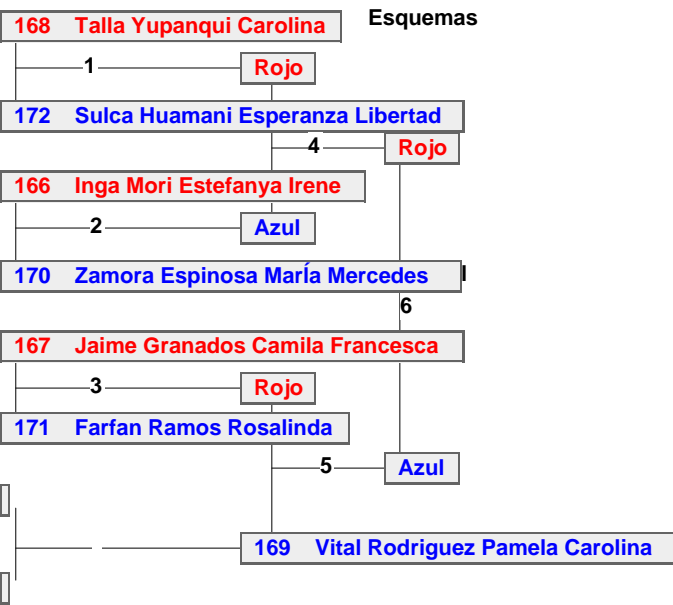 Esquemas
168 Talla Yupanqui Carolina
1 Rojo
172 Sulca Huamani Esperanza Libertad
4 Rojo
166 Inga Mori Estefanya Irene
2 Azul
170 Zamora Espinosa MarÍa Mercedes
6
167 Jaime Granados Camila Francesca
3 Rojo
171 Farfan Ramos Rosalinda
5 Azul
169 Vital Rodriguez Pamela Carolina